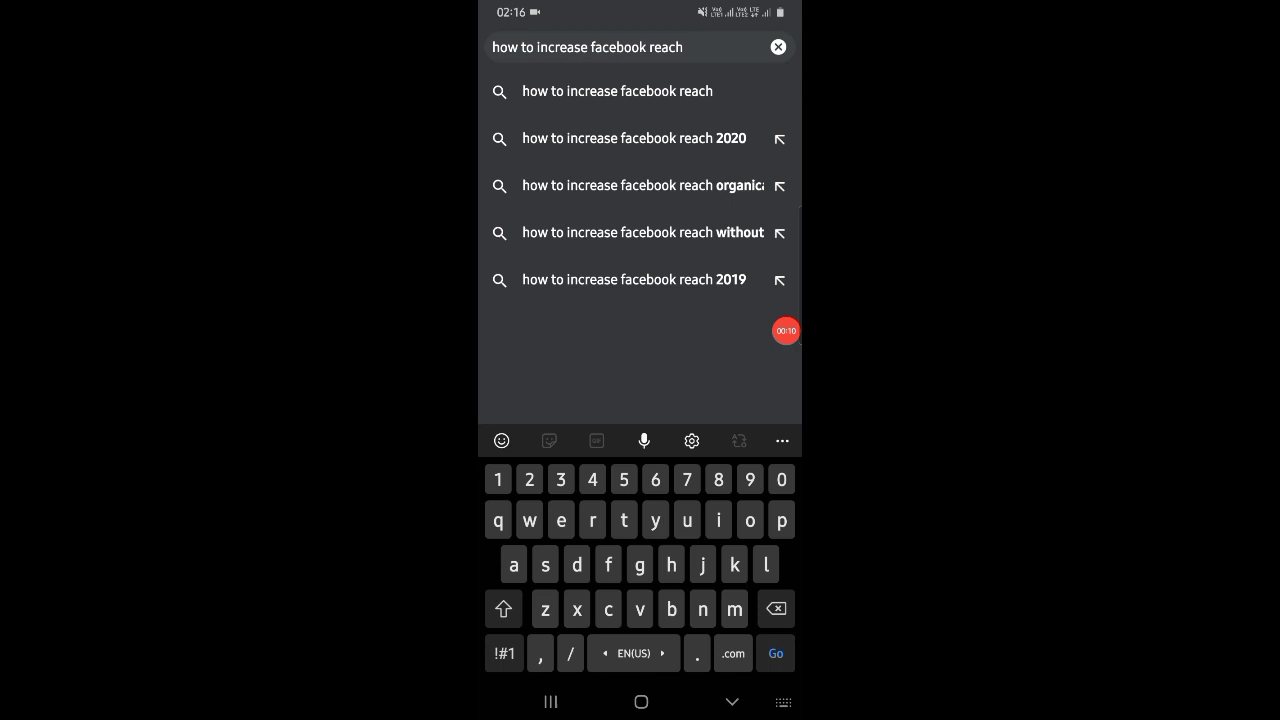 02:16
how to increase facebook reach
how to increase facebook reach
how to increase facebook reach 2020
how to increase facebook reach organica
how to increase facebook reach without
how to increase facebook reach 2019
00:10
GIF
1 2 3 4 5 6 7 8 9 0
q w e r t y u i o p
a s d f g h j k l
z x c v b n m
!#1 , / EN(US) . .com Go